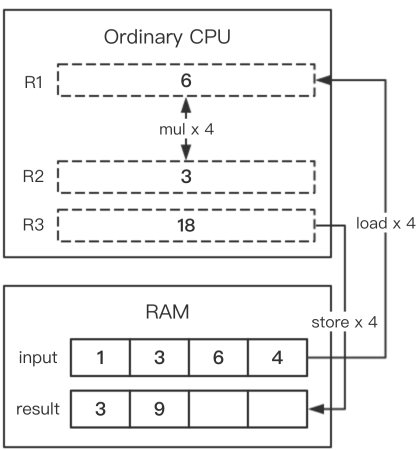 Ordinary CPU
R1 6
mul x 4
R2 3
R3 18
load x 4
RAM
store x 4
input 1 3 6 4
result 3 9